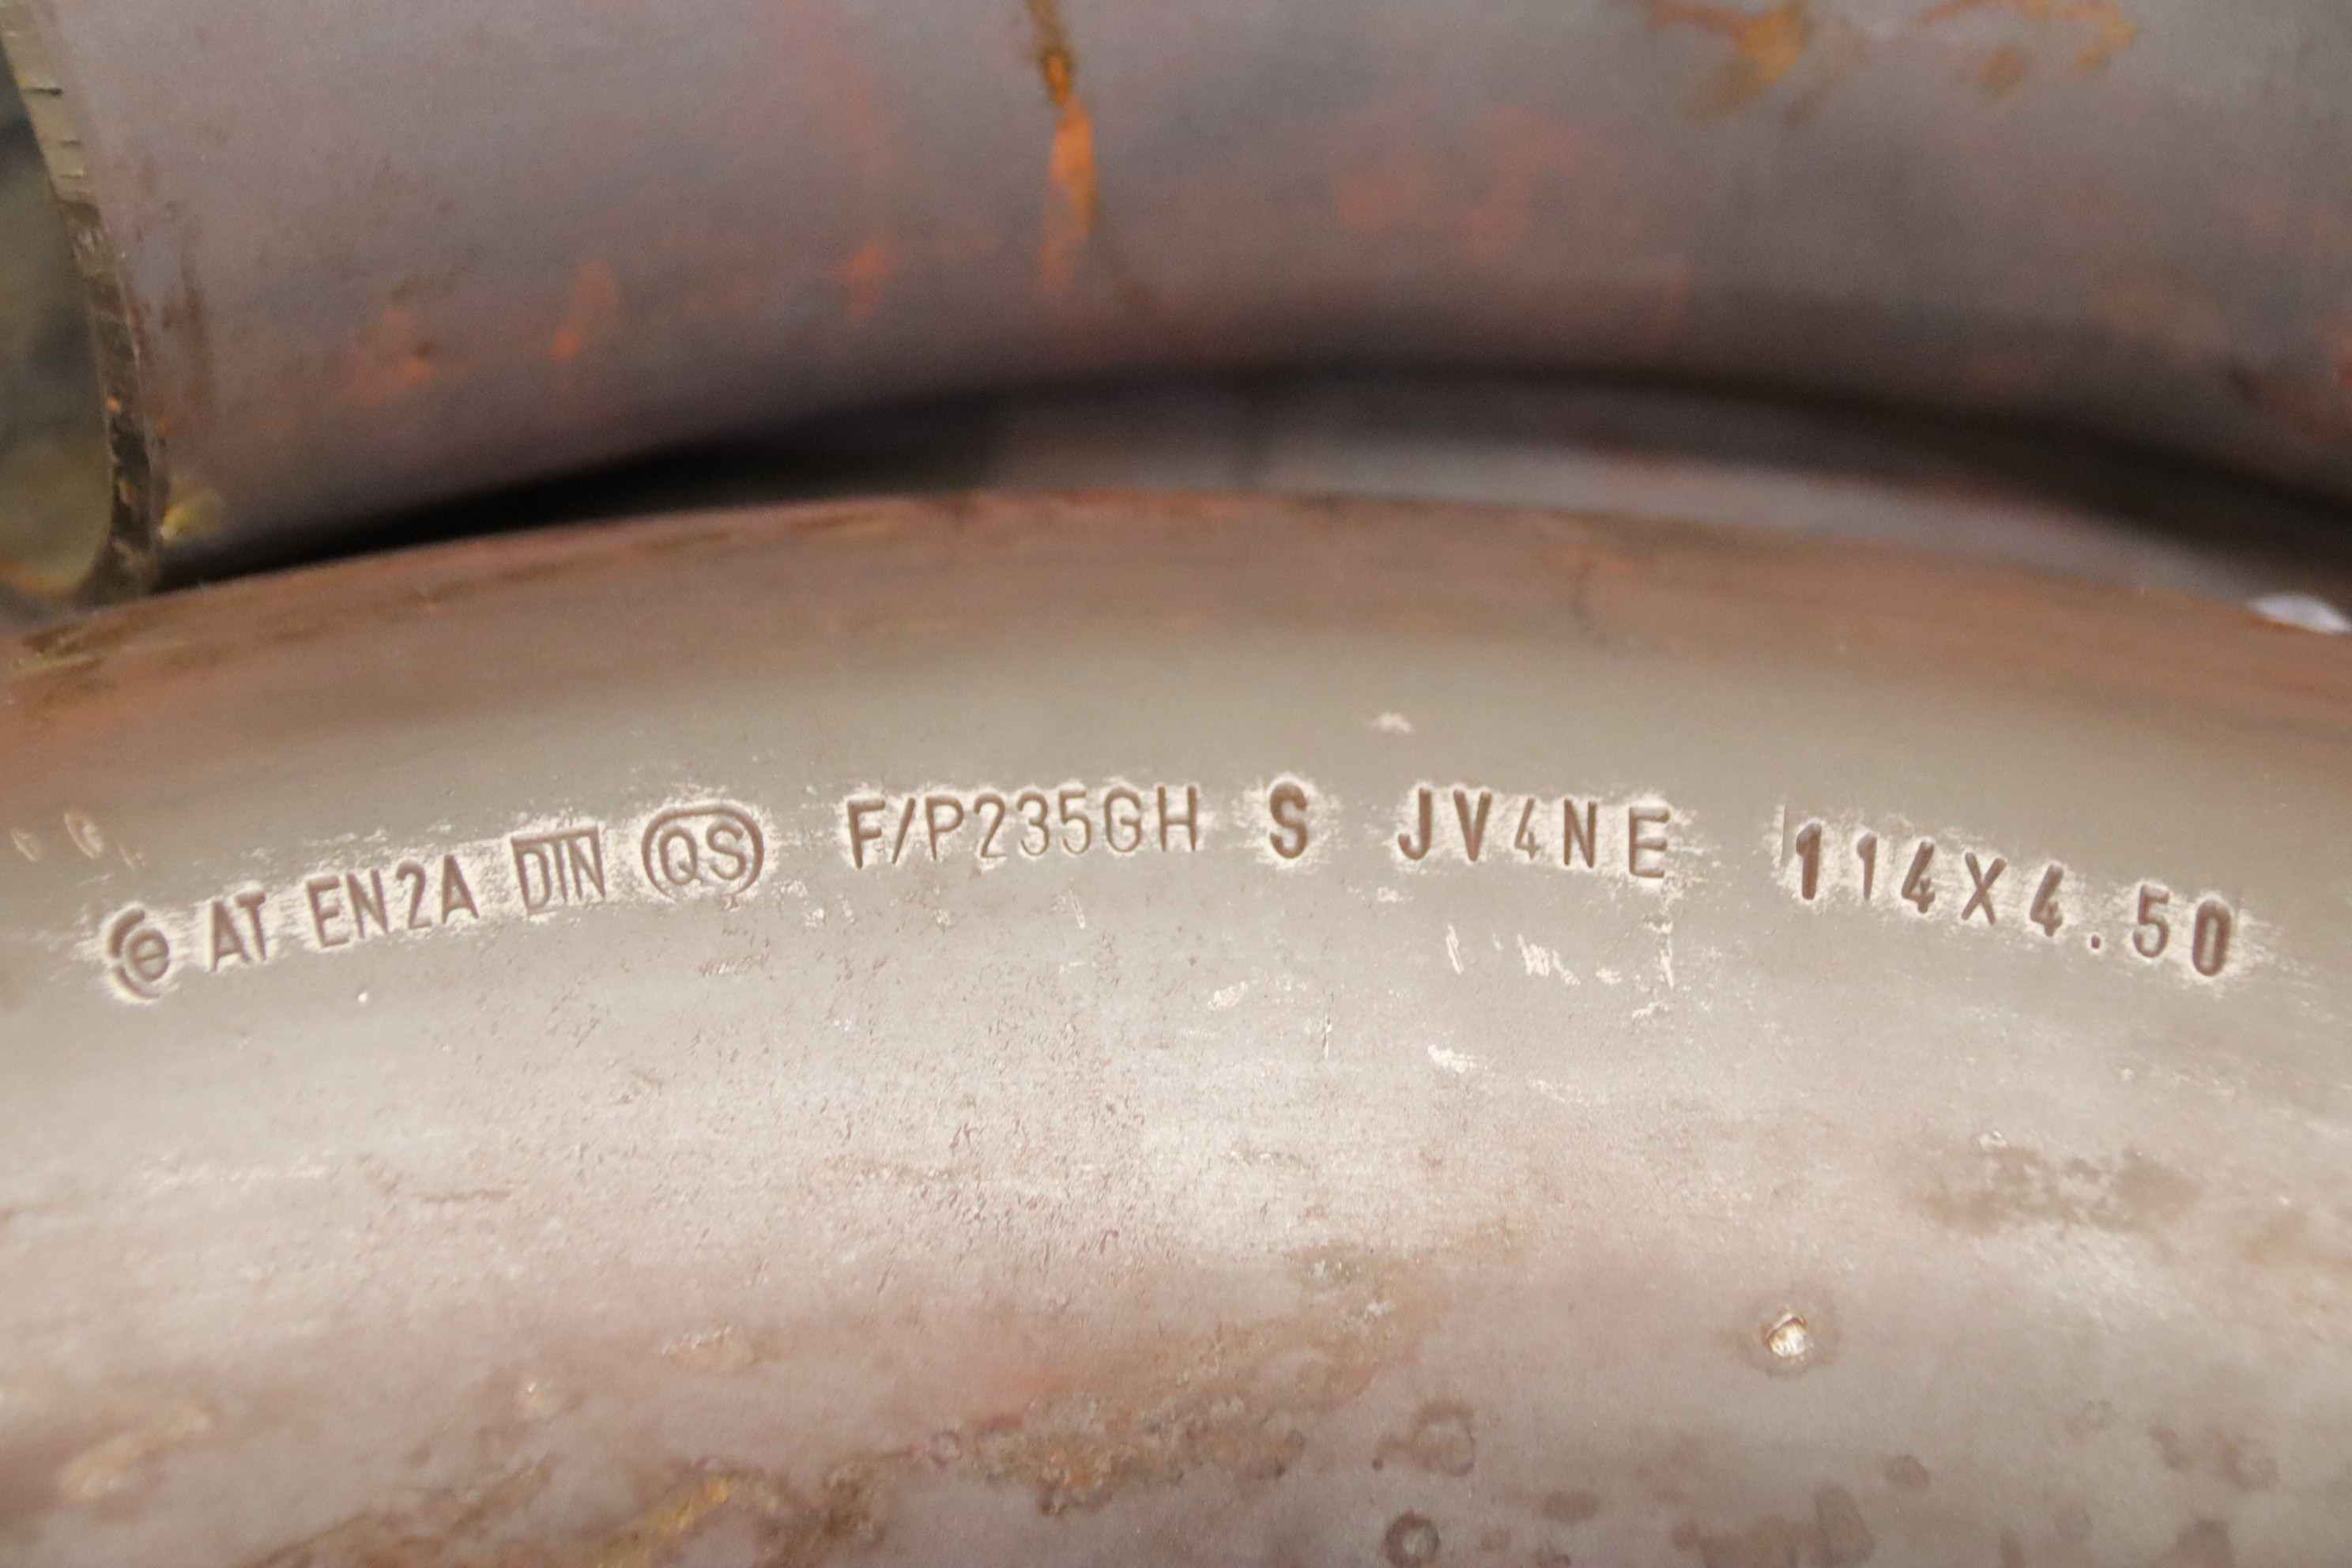 AT EN2A DIN QS F/P235GH S JV4NE 114X4.50